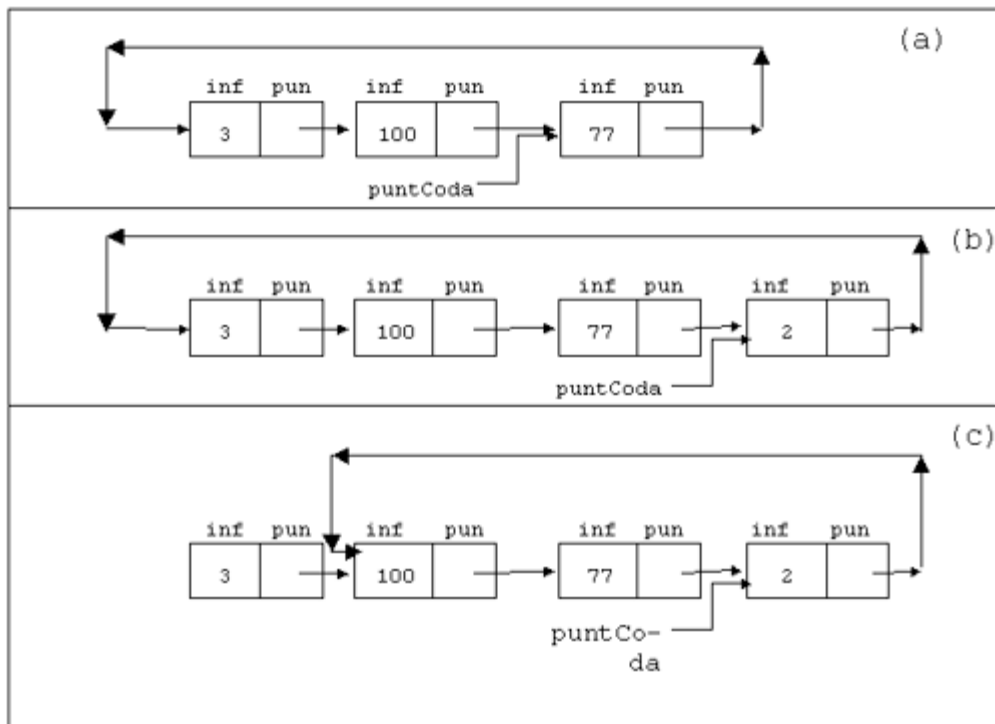 (a)
inf pun inf pun inf pun
3 100 77
puntCoda
(b)
inf pun inf pun inf pun inf pun
3 100 77 2
puntCoda
(c)
inf pun inf pun inf pun inf pun
3 100 77 2
puntCo-
da